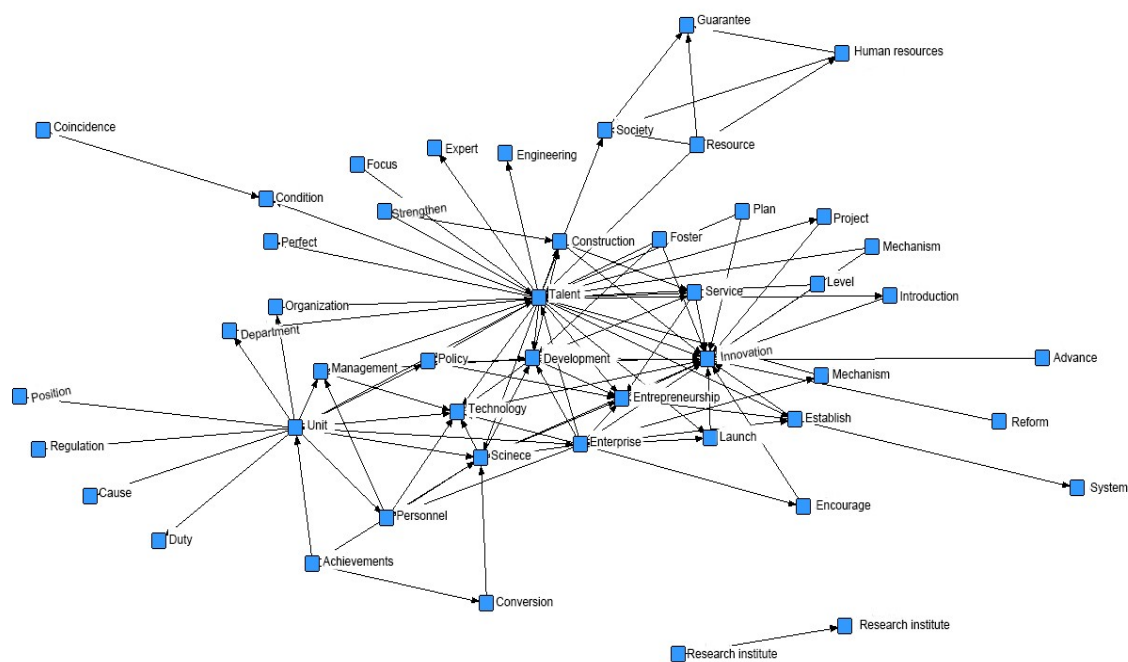 Guarantee
Human resources
Coincidence
Society
Resource
Expert
Engineering
Focus
Condition
Strengthen
Plan
Project
Perfect
Construction
Foster
Mechanism
Level
Talent
Service
Introduction
Organization
Department
Policy
Development
Innovation
Advance
Management
Mechanism
Position
Entrepreneurship
Technology
Establish
Reform
Unit
Enterprise
Launch
Regulation
Scinece
System
Cause
Encourage
Personnel
Duty
Achievements
Conversion
Research institute
Research institute